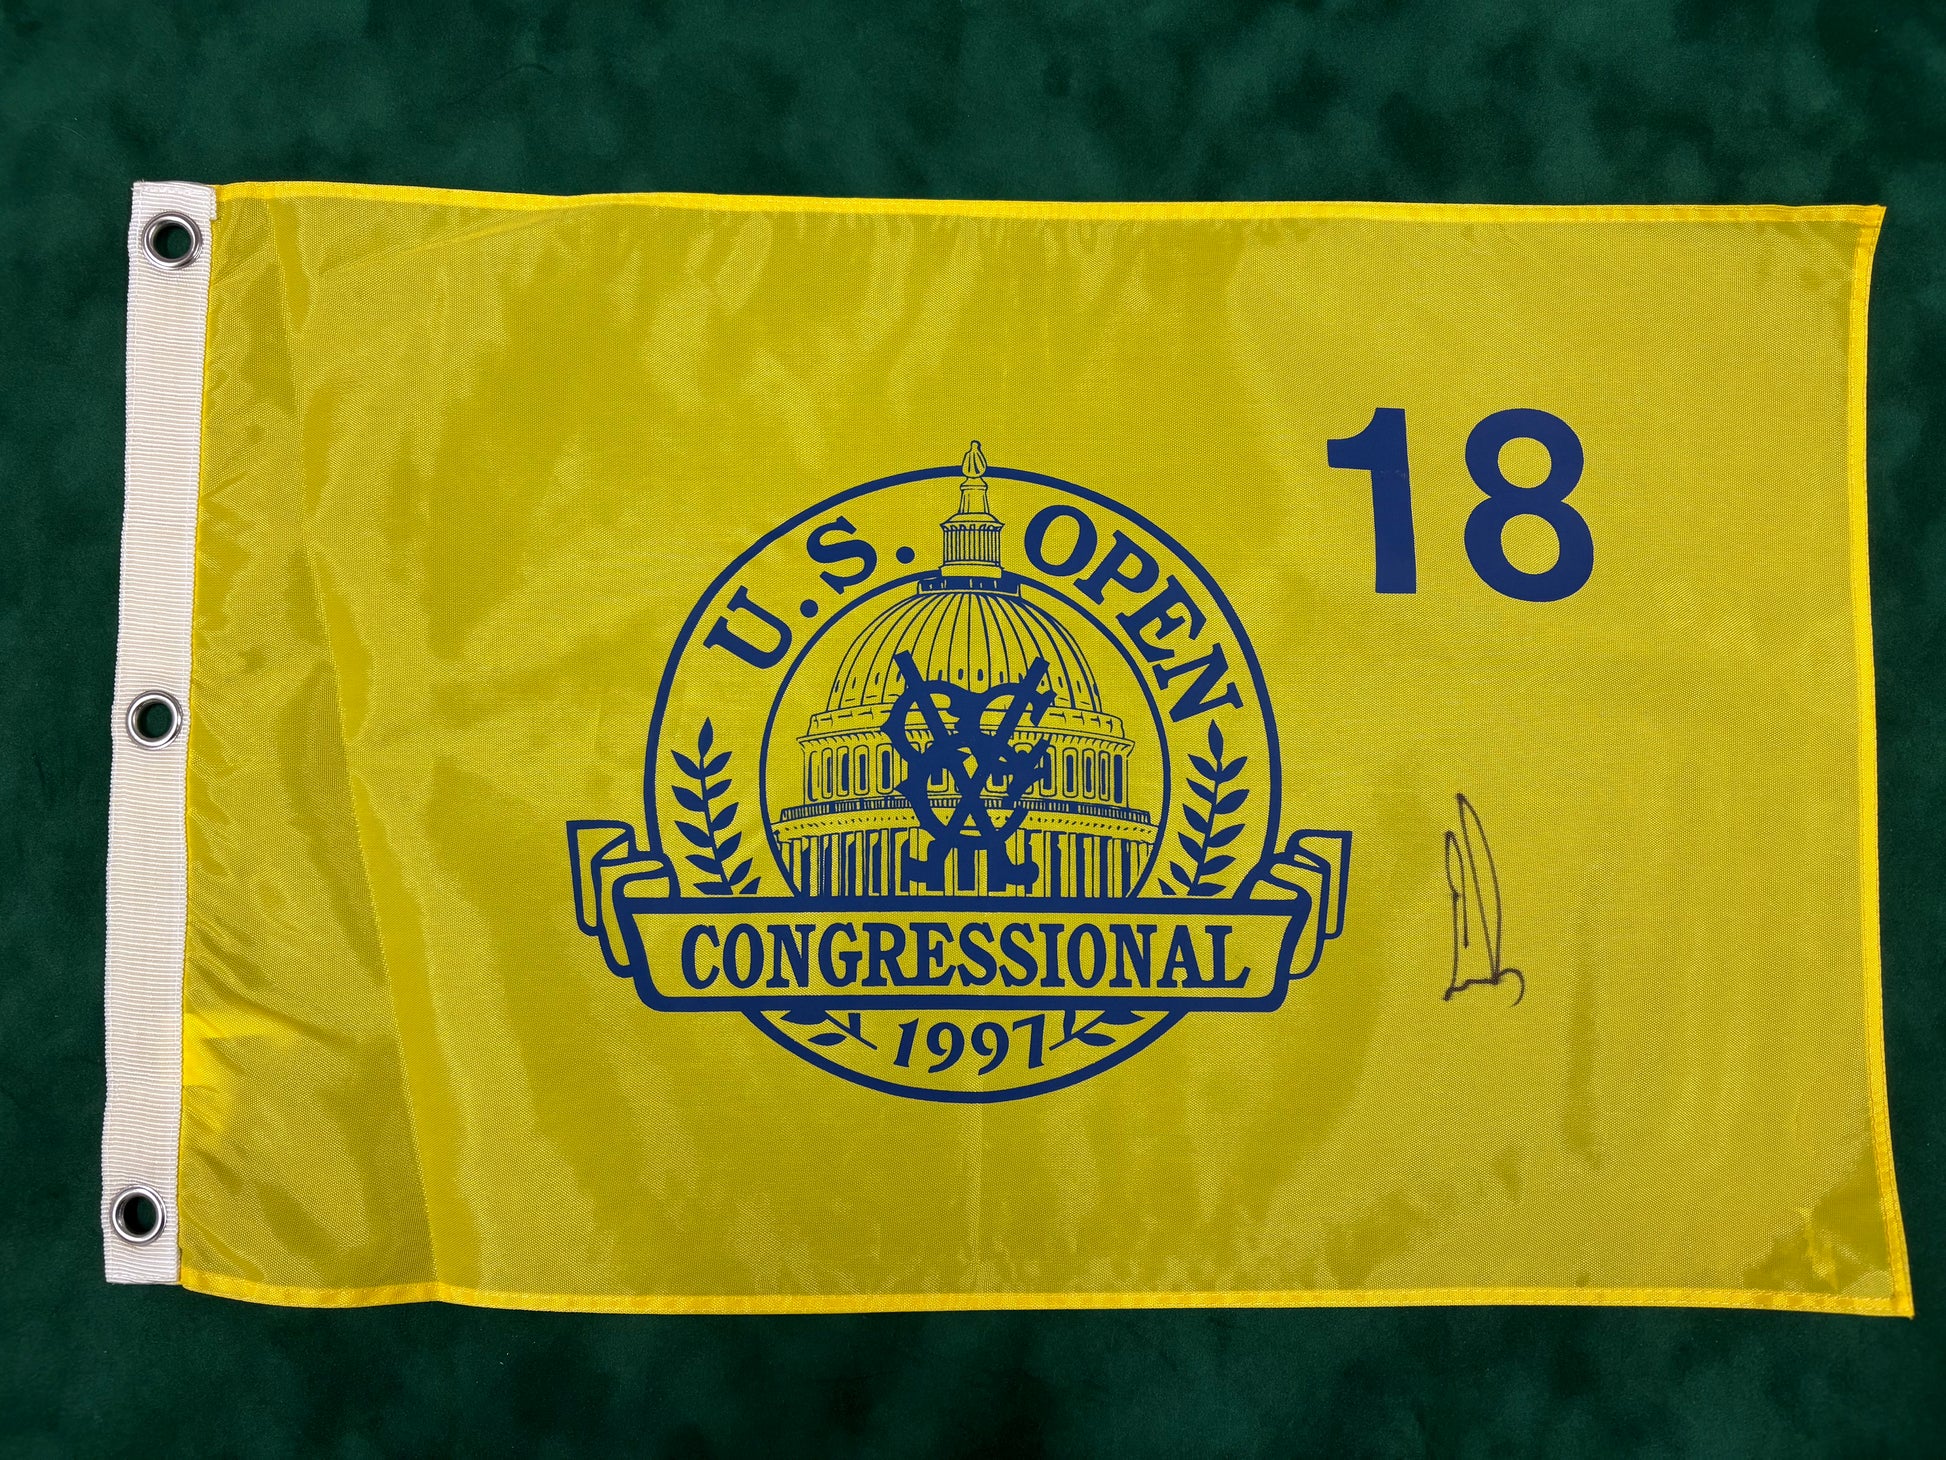 18
U.S. OPEN
CONGRESSIONAL
1997